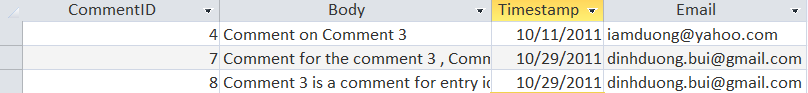 CommentID Body Timestamp Email
4 Comment on Comment 3 10/11/2011 iamduong@yahoo.com
7 Comment for the comment 3 , Comn 10/29/2011 dinhduong.bui@gmail.com
8 Comment 3 is a comment for entry ic 10/29/2011 dinhduong.bui@gmail.com